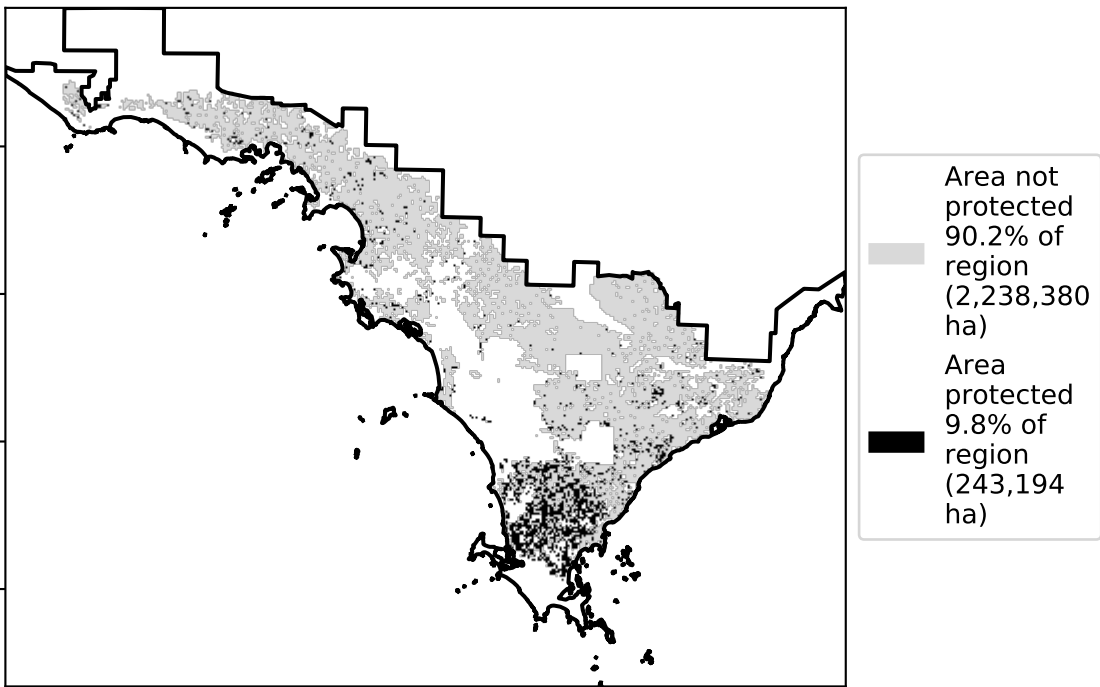 Area not
protected
90.2% of
region
(2,238,380
ha)
Area
protected
9.8% of
region
(243,194
ha)